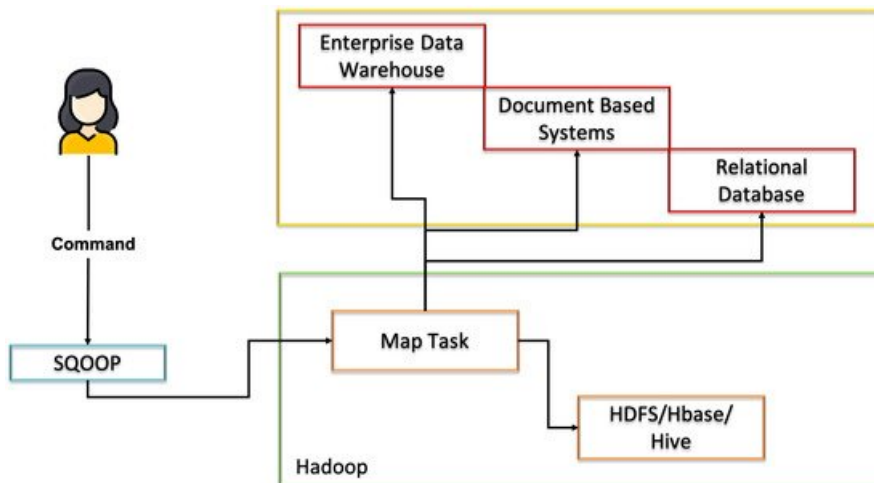 Enterprise Data
Warehouse
Document Based
Systems
Relational
Database
Command
SQOOP
Map Task
HDFS/Hbase/
Hive
Hadoop